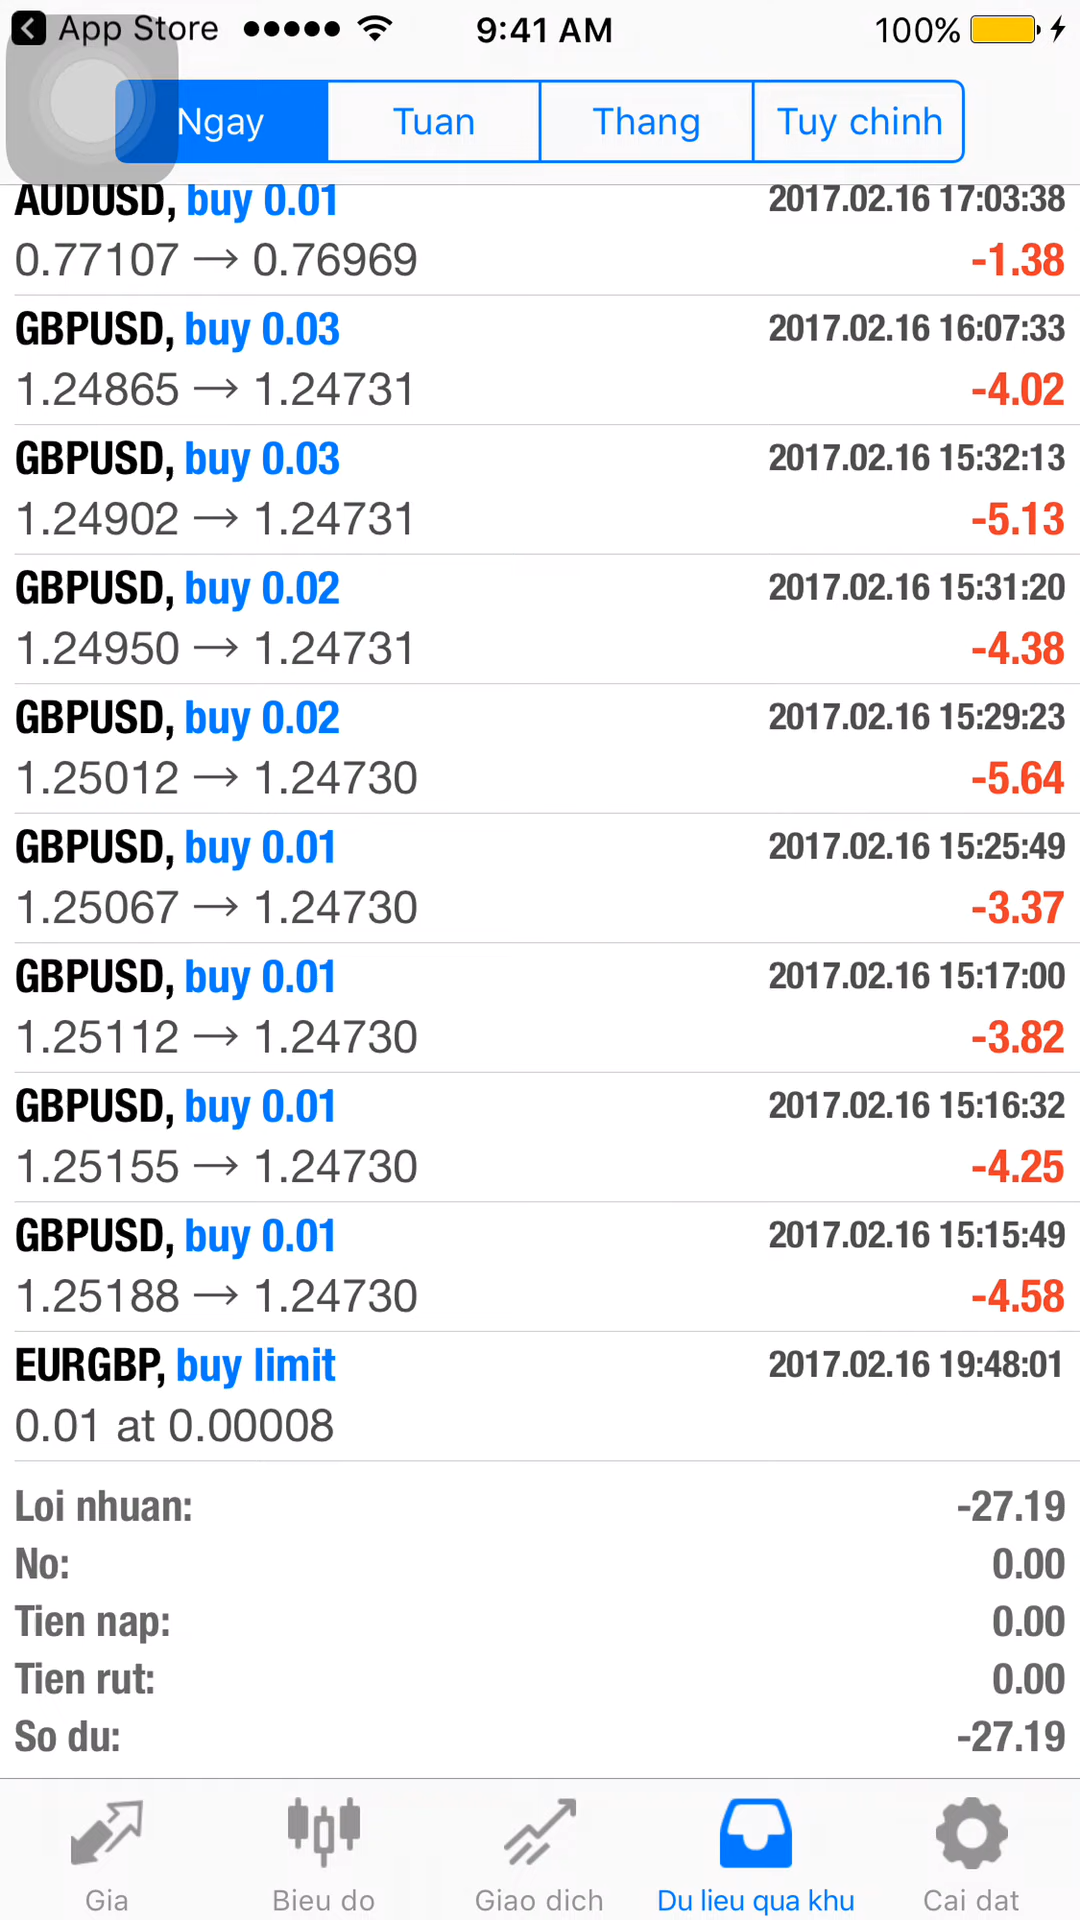 App Store 9:41 AM 100%
Ngay Tuan Thang Tuy chinh
AUDUSD, buy 0.01 2017.02.16 17:03:38
0.77107 → 0.76969 -1.38
GBPUSD, buy 0.03 2017.02.16 16:07:33
1.24865 → 1.24731 -4.02
GBPUSD, buy 0.03 2017.02.16 15:32:13
1.24902 → 1.24731 -5.13
GBPUSD, buy 0.02 2017.02.16 15:31:20
1.24950 → 1.24731 -4.38
GBPUSD, buy 0.02 2017.02.16 15:29:23
1.25012 → 1.24730 -5.64
GBPUSD, buy 0.01 2017.02.16 15:25:49
1.25067 → 1.24730 -3.37
GBPUSD, buy 0.01 2017.02.16 15:17:00
1.25112 → 1.24730 -3.82
GBPUSD, buy 0.01 2017.02.16 15:16:32
1.25155 → 1.24730 -4.25
GBPUSD, buy 0.01 2017.02.16 15:15:49
1.25188 → 1.24730 -4.58
EURGBP, buy limit 2017.02.16 19:48:01
0.01 at 0.00008
Loi nhuan: -27.19
No: 0.00
Tien nap: 0.00
Tien rut: 0.00
So du: -27.19
Gia Bieu do Giao dich Du lieu qua khu Cai dat